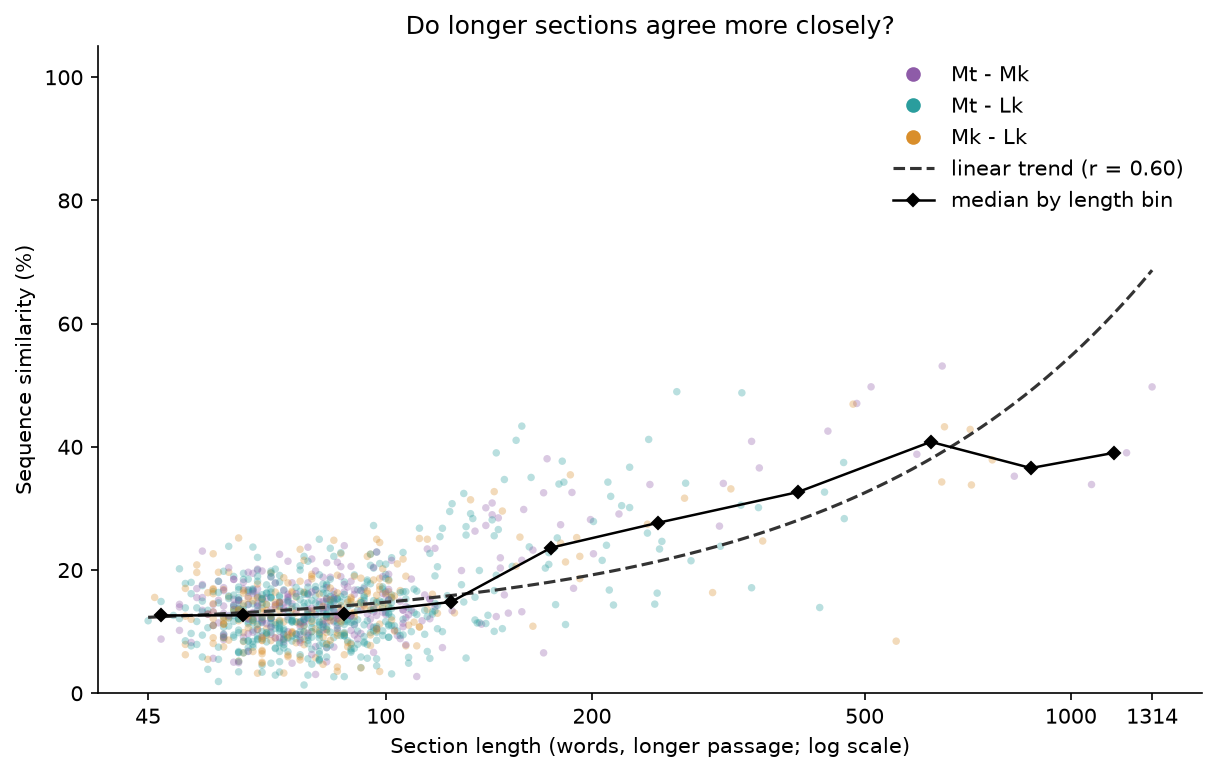 Do longer sections agree more closely?
Mt - Mk
Mt - Lk
Mk - Lk
linear trend (r = 0.60)
median by length bin
Sequence similarity (%)
100
80
60
40
20
0
45 100 200 500 1000 1314
Section length (words, longer passage; log scale)